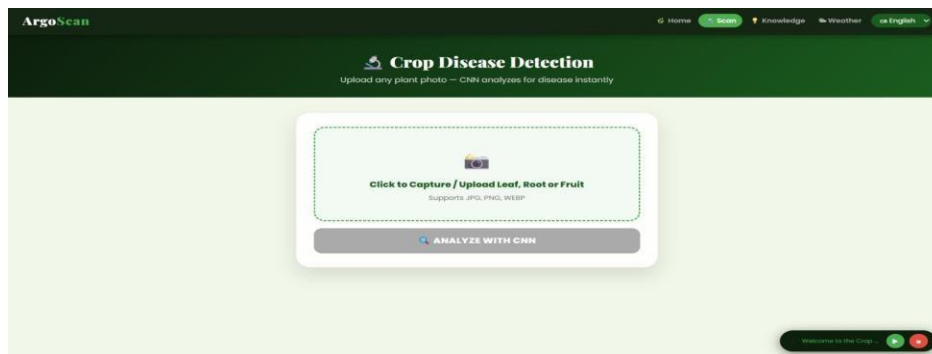 ArgoScan
Home Scan Knowledge Weather English
Crop Disease Detection
Upload any plant photo — CNN analyzes for disease instantly
Click to Capture / Upload Leaf, Root or Fruit
Supports JPG, PNG, WEBP
ANALYZE WITH CNN
Welcome to the Crop ...